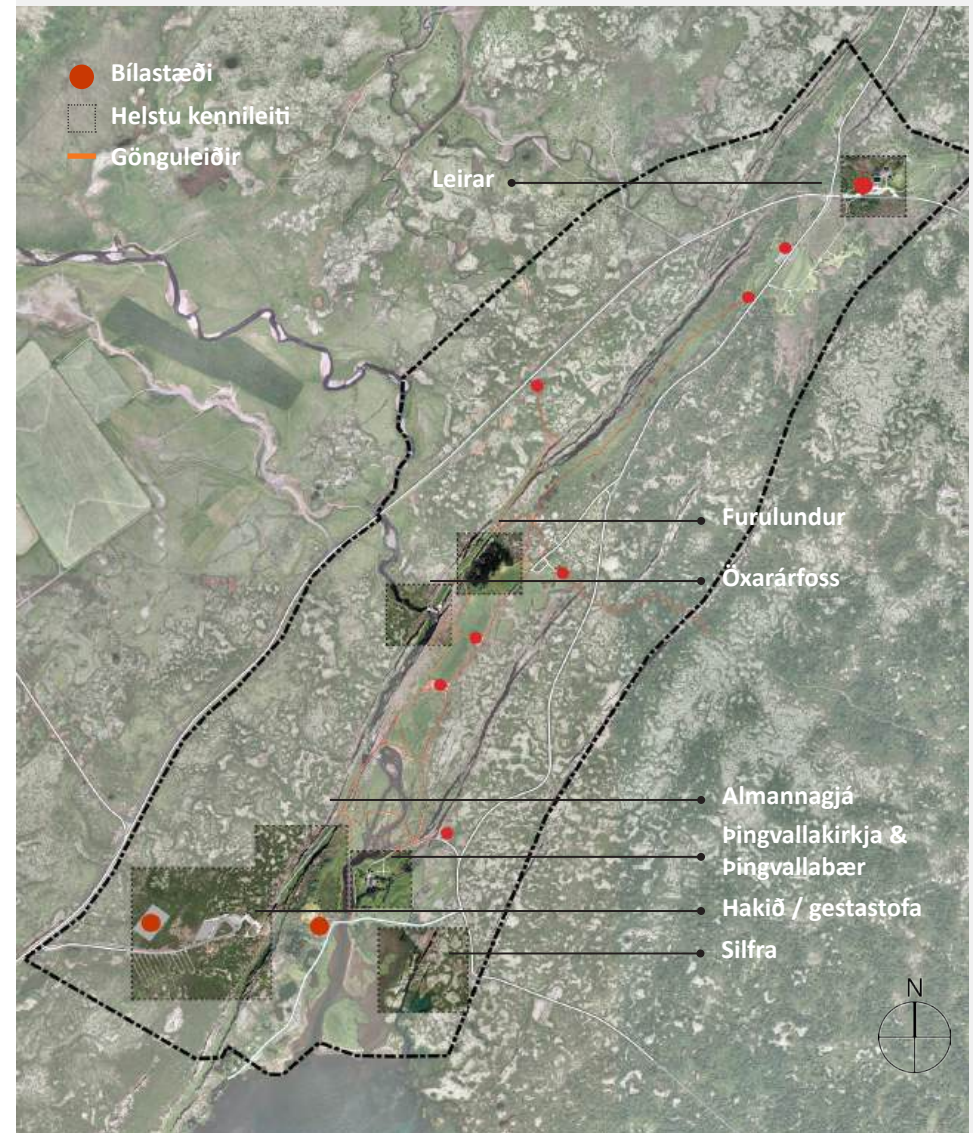 Bílastæði
Helstu kennileiti
Gönguleiðir
Leirar
Furulundur
Öxarárfoss
Almannagjá
Þingvallakirkja &
Þingvallabær
Hakið / gestastofa
Silfra
N